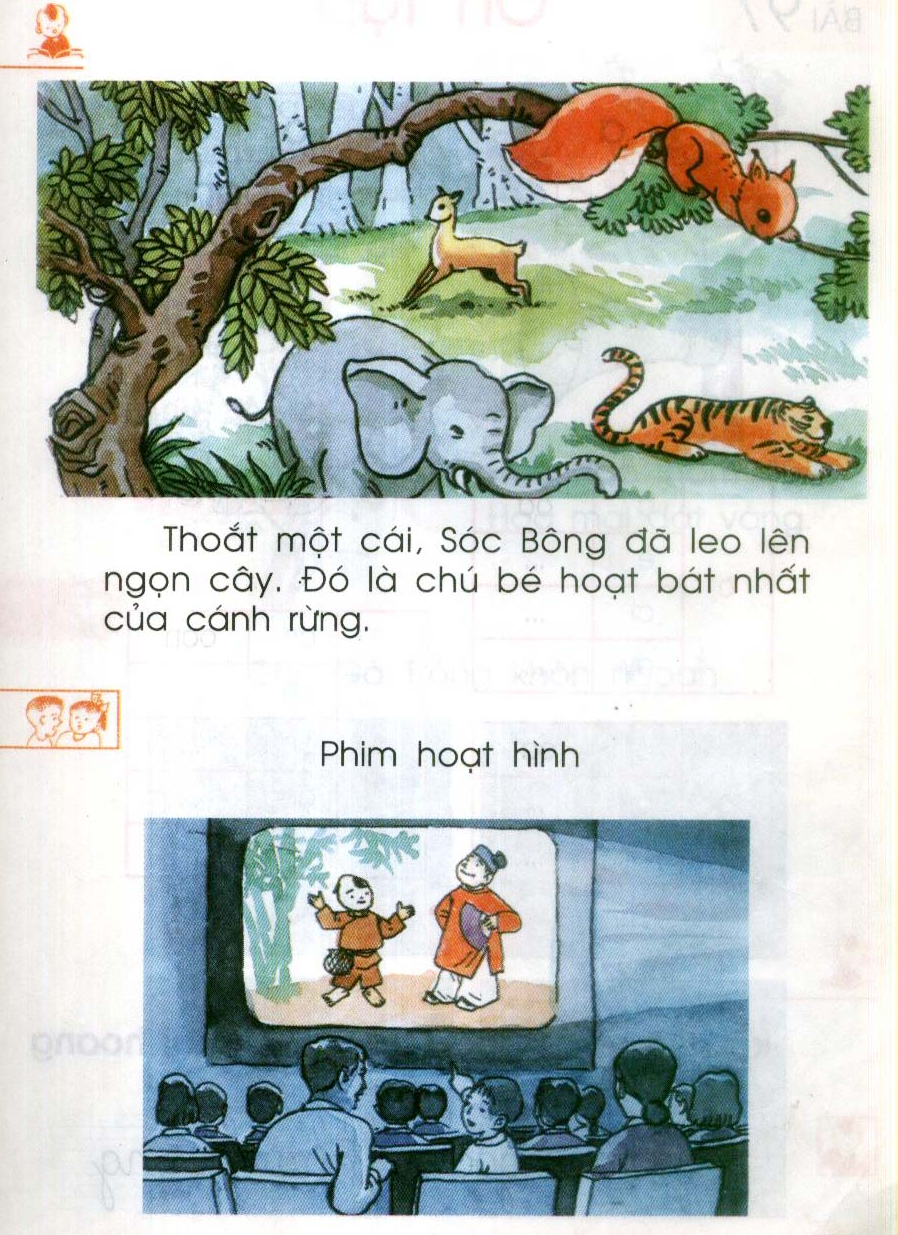 Thoắt một cái, Sóc Bông đã leo lên
ngọn cây. Đó là chú bé hoạt bát nhất
của cánh rừng.
Phim hoạt hình